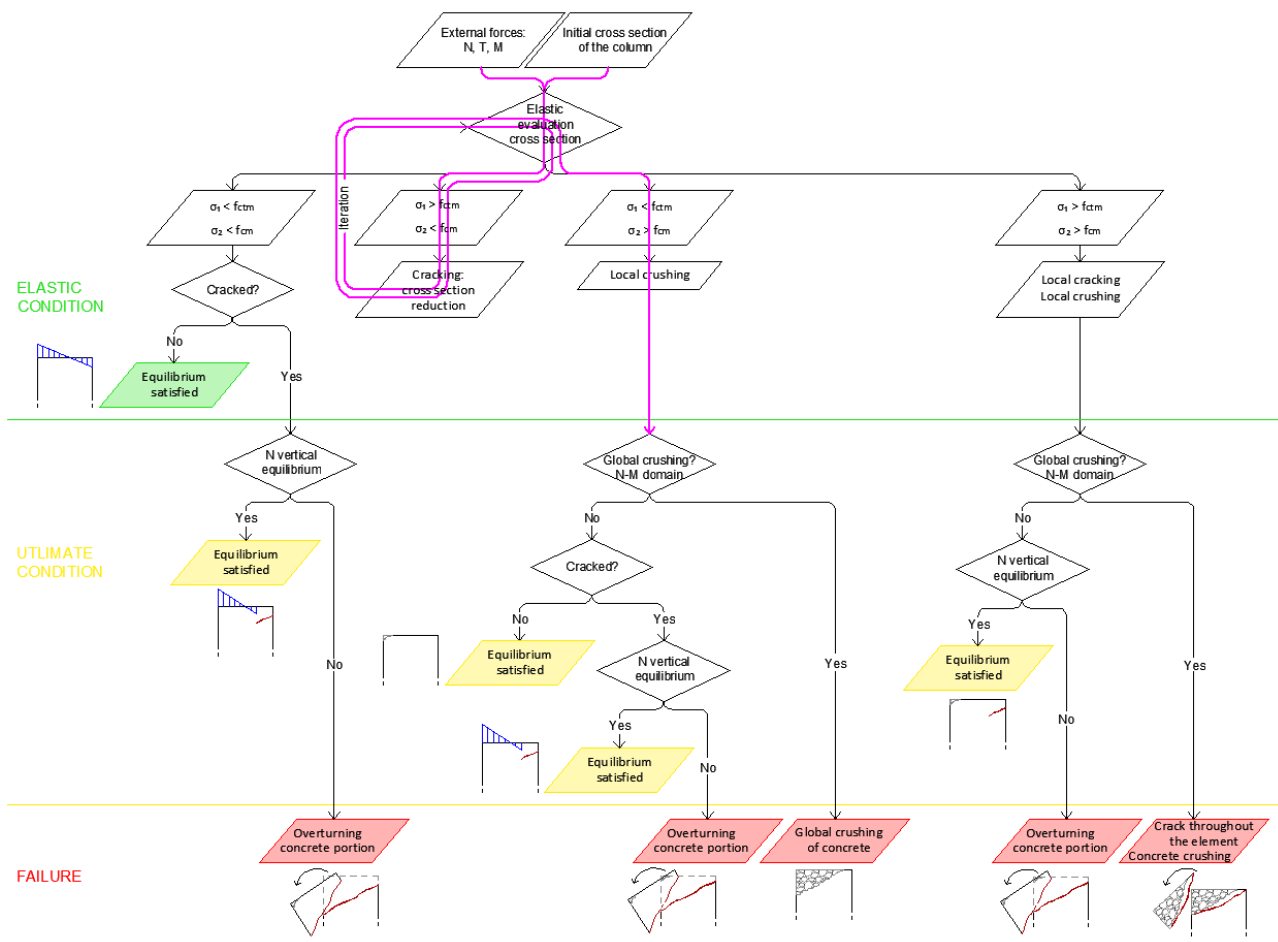 External forces:
N, T, M
Initial cross section
of the column
Elastic
evaluation
cross section
Iteration
σ₁ < fctm
σ₂ < fcm
σ₁ > fctm
σ₂ < fcm
σ₁ < fctm
σ₂ > fcm
σ₁ > fctm
σ₂ > fcm
ELASTIC
CONDITION
Cracked?
Cracking:
cross section
reduction
Local crushing
Local cracking
Local crushing
No
Yes
Equilibrium
satisfied
N vertical
equilibrium
Global crushing?
N-M domain
Global crushing?
N-M domain
UTLIMATE
CONDITION
Yes
No
Equilibrium
satisfied
No
Yes
Cracked?
No
Yes
Equilibrium
satisfied
N vertical
equilibrium
Yes
No
Equilibrium
satisfied
No
Yes
N vertical
equilibrium
Yes
No
Equilibrium
satisfied
FAILURE
Overturning
concrete portion
Overturning
concrete portion
Global crushing
of concrete
Overturning
concrete portion
Crack throughout
the element
Concrete crushing